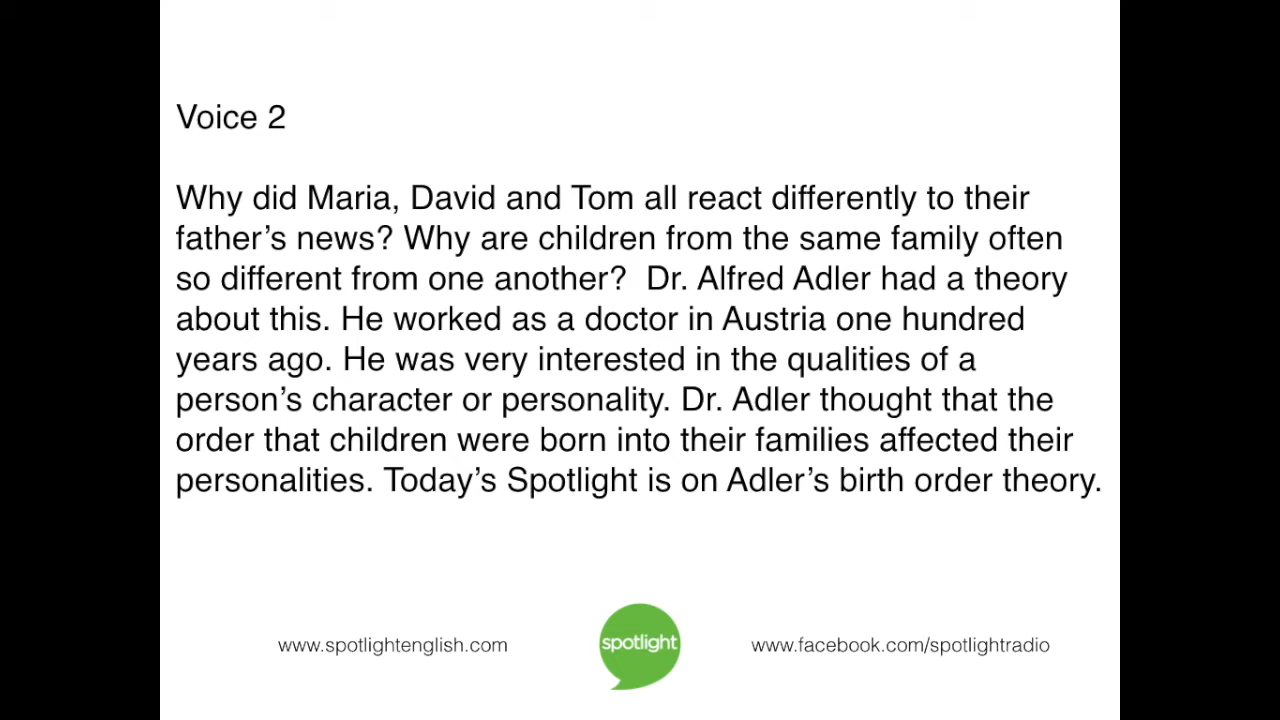 Voice 2
Why did Maria, David and Tom all react differently to their
father’s news? Why are children from the same family often
so different from one another?  Dr. Alfred Adler had a theory
about this. He worked as a doctor in Austria one hundred
years ago. He was very interested in the qualities of a
person’s character or personality. Dr. Adler thought that the
order that children were born into their families affected their
personalities. Today’s Spotlight is on Adler’s birth order theory.
www.spotlightenglish.com
spotlight
www.facebook.com/spotlightradio